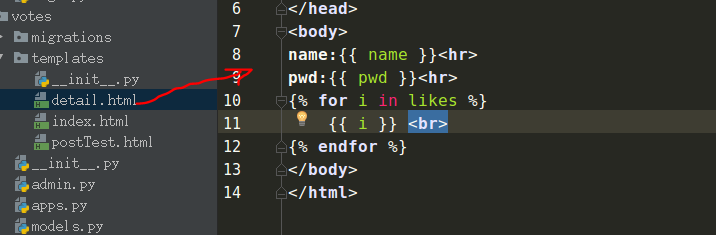 votes
migrations
templates
__init__.py
detail.html
index.html
postTest.html
__init__.py
admin.py
apps.py
models.py
6 </head>
7 <body>
8 name:{{ name }}<hr>
9 pwd:{{ pwd }}<hr>
10 {% for i in likes %}
11 {{ i }} <br>
12 {% endfor %}
13 </body>
14 </html>